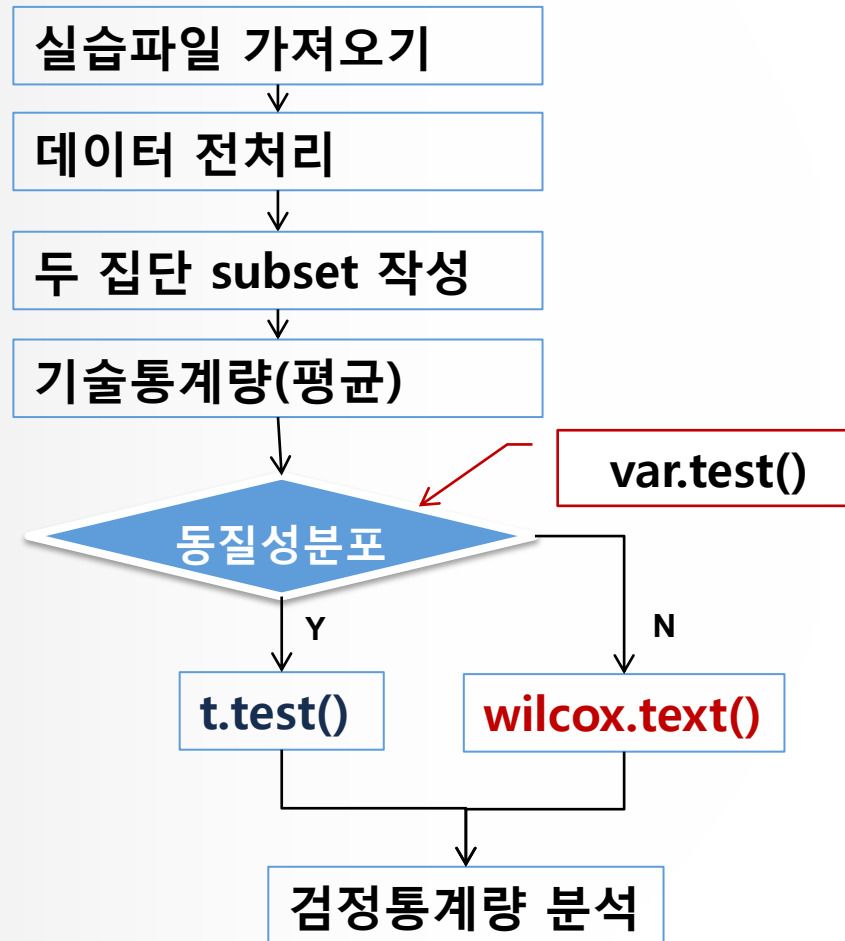 실습파일 가져오기
데이터 전처리
두 집단 subset 작성
기술통계량(평균)
var.test()
동질성분포
Y
N
t.test()
wilcox.text()
검정통계량 분석